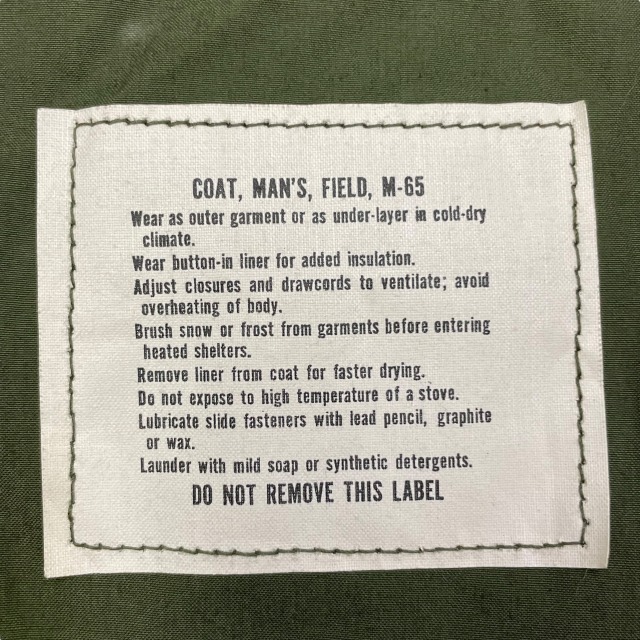 COAT, MAN'S, FIELD, M-65
Wear as outer garment or as under-layer in cold-dry
climate.
Wear button-in liner for added insulation.
Adjust closures and drawcords to ventilate; avoid
overheating of body.
Brush snow or frost from garments before entering
heated shelters.
Remove liner from coat for faster drying.
Do not expose to high temperature of a stove.
Lubricate slide fasteners with lead pencil, graphite
or wax.
Launder with mild soap or synthetic detergents.
DO NOT REMOVE THIS LABEL